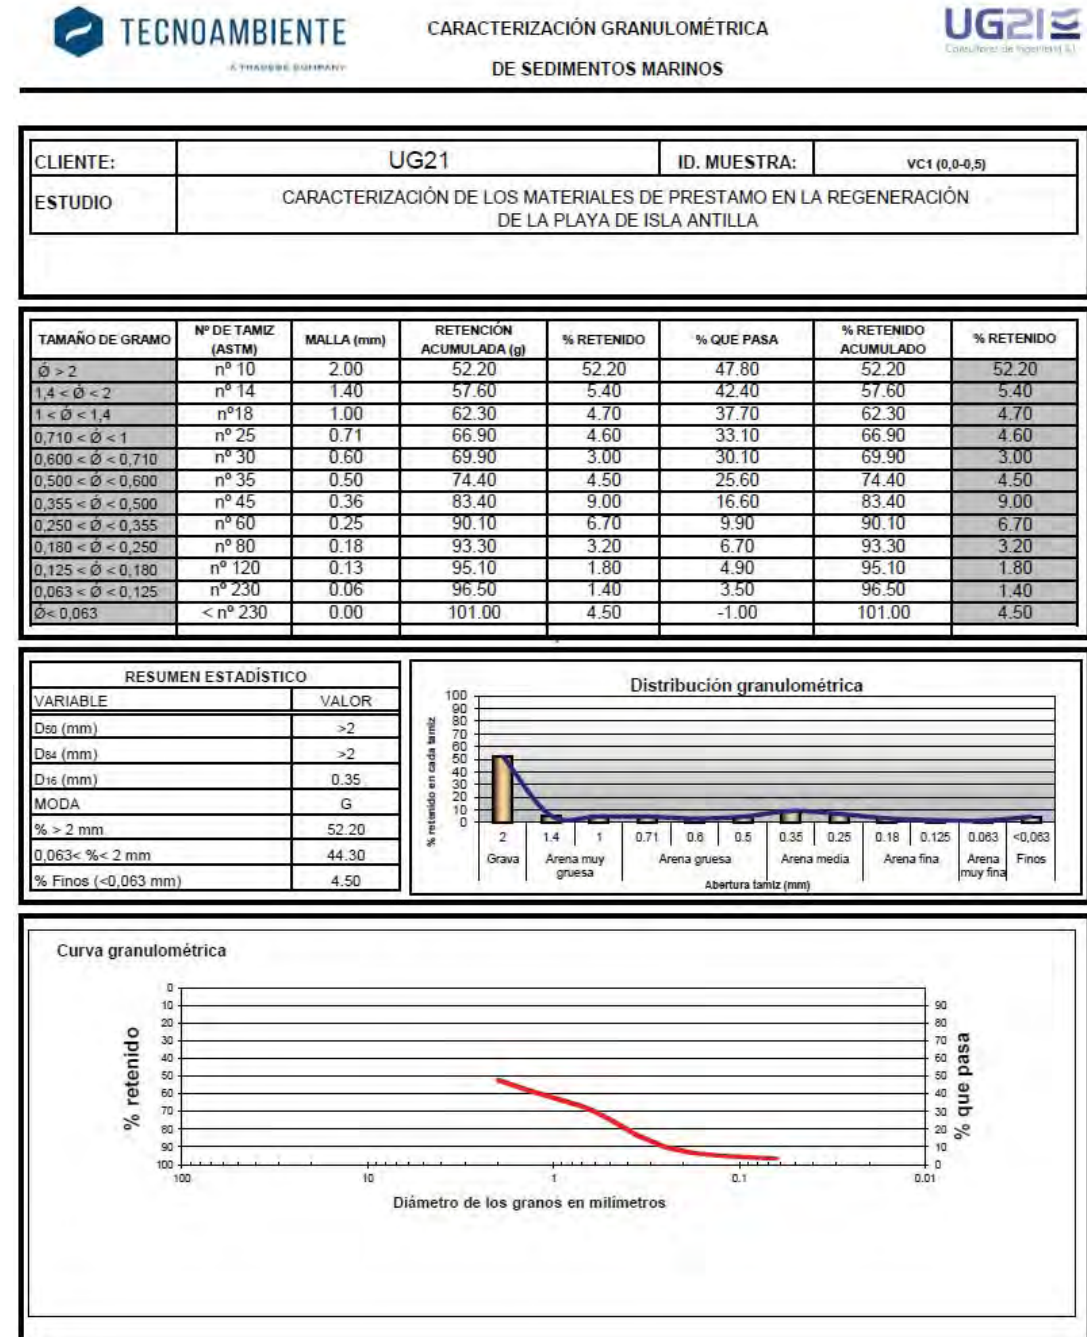 TECNOAMBIENTE
A TRADEBE COMPANY
CARACTERIZACIÓN GRANULOMÉTRICA
DE SEDIMENTOS MARINOS
UG21
Consultores de Ingeniería S.L
CLIENTE: UG21 ID. MUESTRA: VC1 (0,0-0,5)
ESTUDIO CARACTERIZACIÓN DE LOS MATERIALES DE PRESTAMO EN LA REGENERACIÓN
DE LA PLAYA DE ISLA ANTILLA
TAMAÑO DE GRAMO Nº DE TAMIZ (ASTM) MALLA (mm) RETENCIÓN ACUMULADA (g) % RETENIDO % QUE PASA % RETENIDO ACUMULADO % RETENIDO
Ǿ > 2 nº 10 2.00 52.20 52.20 47.80 52.20 52.20
1,4 < Ǿ < 2 nº 14 1.40 57.60 5.40 42.40 57.60 5.40
1 < Ǿ < 1,4 nº18 1.00 62.30 4.70 37.70 62.30 4.70
0,710 < Ǿ < 1 nº 25 0.71 66.90 4.60 33.10 66.90 4.60
0,600 < Ǿ < 0,710 nº 30 0.60 69.90 3.00 30.10 69.90 3.00
0,500 < Ǿ < 0,600 nº 35 0.50 74.40 4.50 25.60 74.40 4.50
0,355 < Ǿ < 0,500 nº 45 0.36 83.40 9.00 16.60 83.40 9.00
0,250 < Ǿ < 0,355 nº 60 0.25 90.10 6.70 9.90 90.10 6.70
0,180 < Ǿ < 0,250 nº 80 0.18 93.30 3.20 6.70 93.30 3.20
0,125 < Ǿ < 0,180 nº 120 0.13 95.10 1.80 4.90 95.10 1.80
0,063 < Ǿ < 0,125 nº 230 0.06 96.50 1.40 3.50 96.50 1.40
Ǿ< 0,063 < nº 230 0.00 101.00 4.50 -1.00 101.00 4.50
RESUMEN ESTADÍSTICO
VARIABLE VALOR
D50 (mm) >2
D84 (mm) >2
D16 (mm) 0.35
MODA G
% > 2 mm 52.20
0,063< %< 2 mm 44.30
% Finos (<0,063 mm) 4.50
Distribución granulométrica
% retenido en cada tamiz
100
90
80
70
60
50
40
30
20
10
0
2 1.4 1 0.71 0.6 0.5 0.35 0.25 0.18 0.125 0.063 <0,063
Grava Arena muy gruesa Arena gruesa Arena media Arena fina Arena muy fina Finos
Abertura tamiz (mm)
Curva granulométrica
% retenido
0
10 90
20 80
30 70
40 60
50 50
60 40
70 30
80 20
90 10
100 0
% que pasa
100 10 1 0.1 0.01
Diámetro de los granos en milímetros